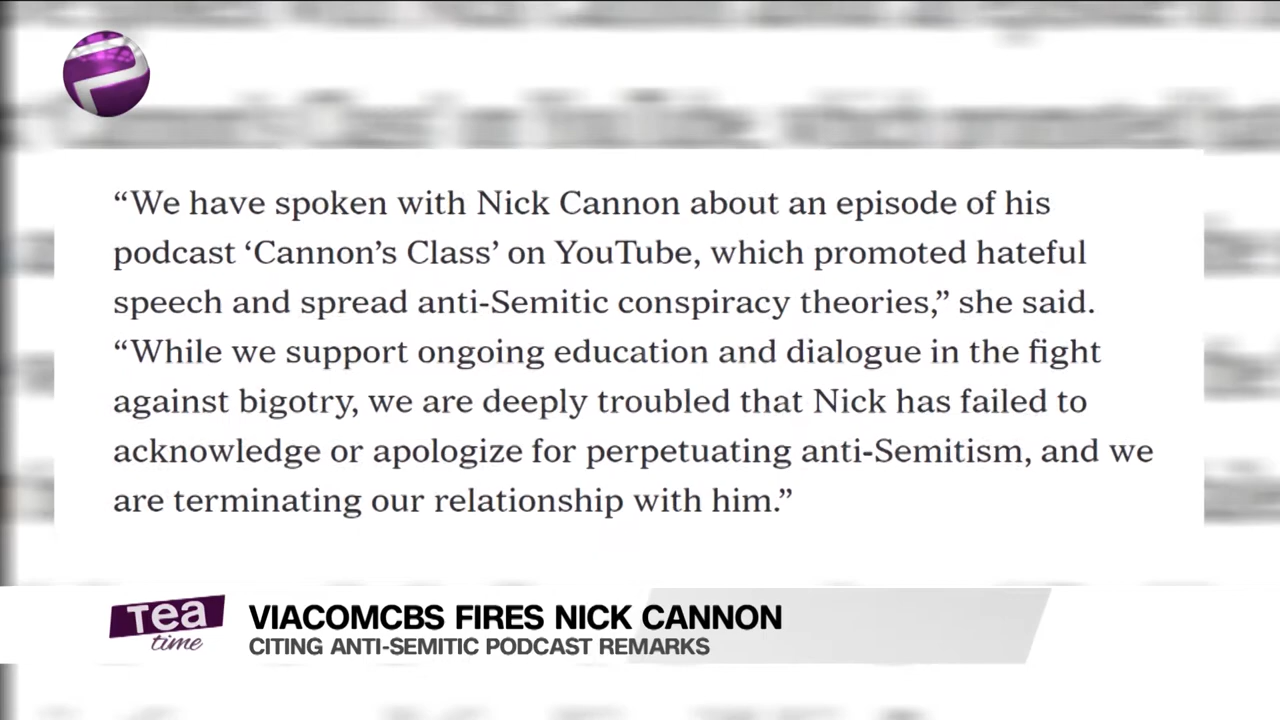 “We have spoken with Nick Cannon about an episode of his
podcast ‘Cannon’s Class’ on YouTube, which promoted hateful
speech and spread anti-Semitic conspiracy theories,” she said.
“While we support ongoing education and dialogue in the fight
against bigotry, we are deeply troubled that Nick has failed to
acknowledge or apologize for perpetuating anti-Semitism, and we
are terminating our relationship with him.”
Tea
time
VIACOMCBS FIRES NICK CANNON
CITING ANTI-SEMITIC PODCAST REMARKS